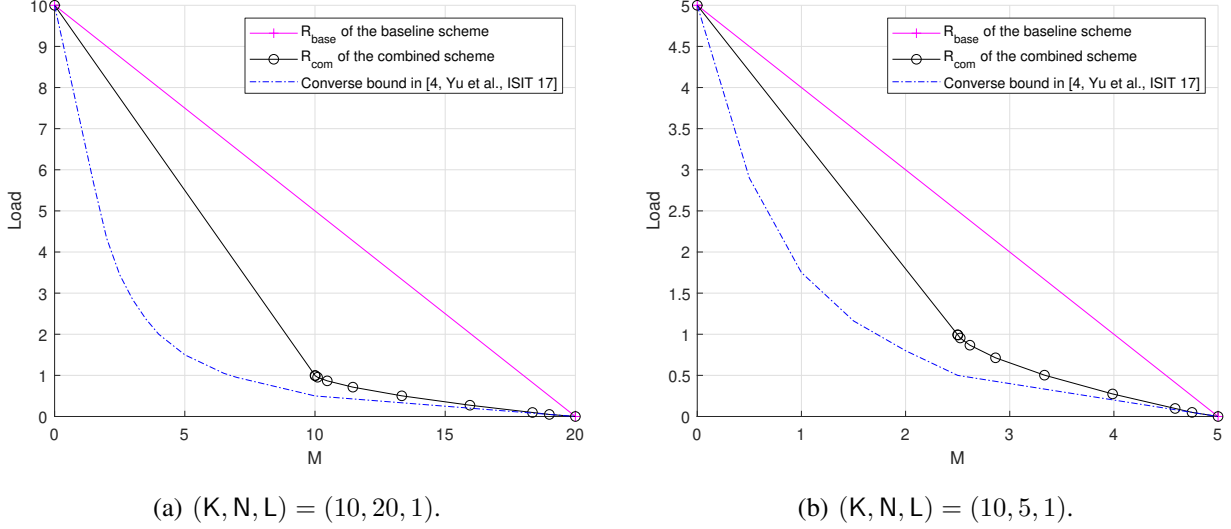 10
9
8
7
6
5
4
3
2
1
0
Load
0 5 10 15 20
M
R_base of the baseline scheme
R_com of the combined scheme
Converse bound in [4, Yu et al., ISIT 17]
(a) (K, N, L) = (10, 20, 1).
5
4.5
4
3.5
3
2.5
2
1.5
1
0.5
0
Load
0 1 2 3 4 5
M
R_base of the baseline scheme
R_com of the combined scheme
Converse bound in [4, Yu et al., ISIT 17]
(b) (K, N, L) = (10, 5, 1).